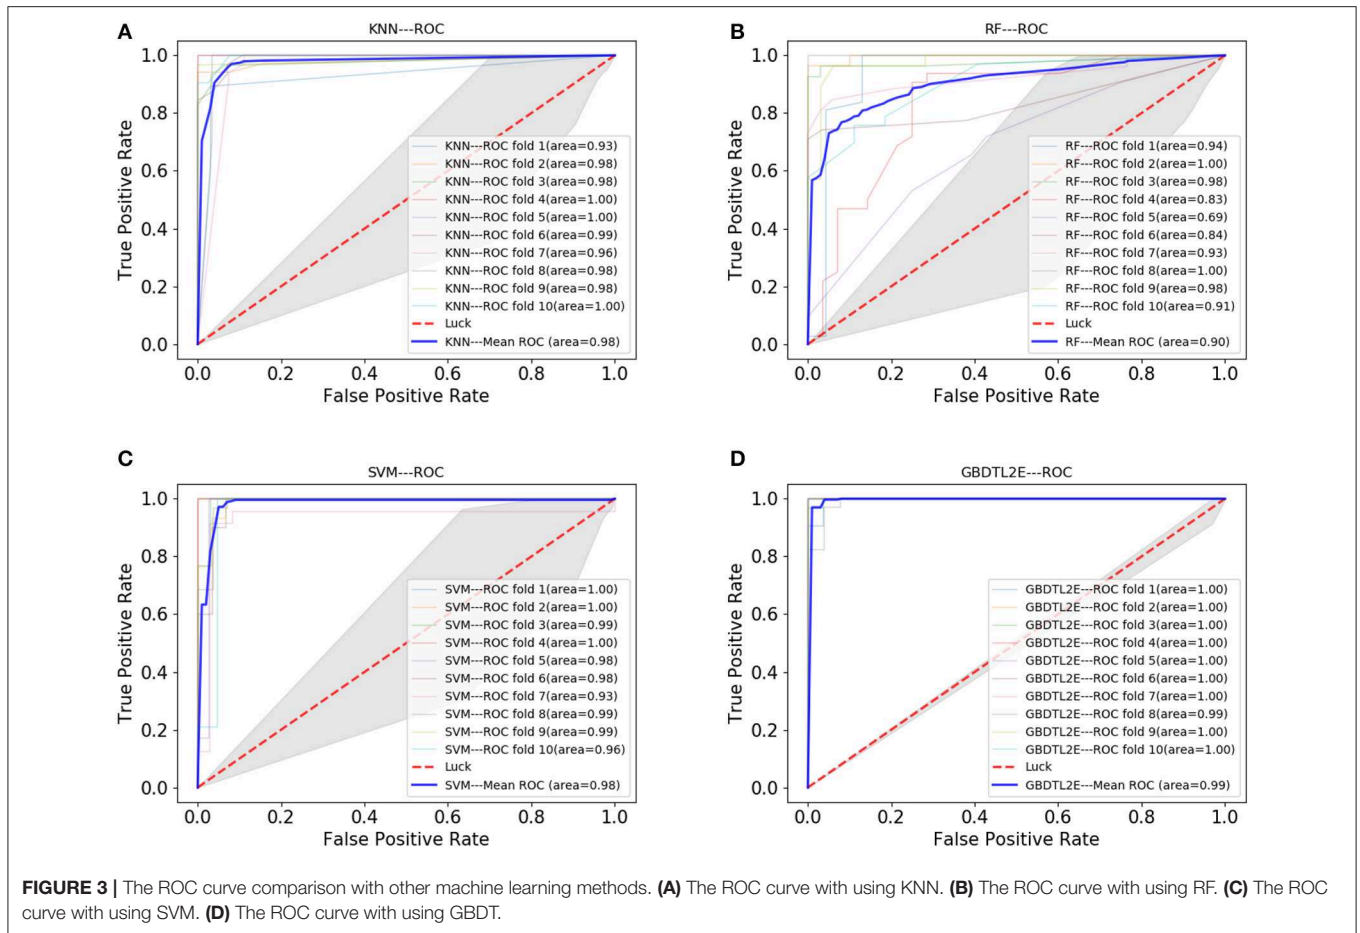 A
KNN---ROC
True Positive Rate
1.0
0.8
0.6
0.4
0.2
0.0
KNN---ROC fold 1(area=0.93)
KNN---ROC fold 2(area=0.98)
KNN---ROC fold 3(area=0.98)
KNN---ROC fold 4(area=1.00)
KNN---ROC fold 5(area=1.00)
KNN---ROC fold 6(area=0.99)
KNN---ROC fold 7(area=0.96)
KNN---ROC fold 8(area=0.98)
KNN---ROC fold 9(area=0.98)
KNN---ROC fold 10(area=1.00)
Luck
KNN---Mean ROC (area=0.98)
0.0 0.2 0.4 0.6 0.8 1.0
False Positive Rate
B
RF---ROC
True Positive Rate
1.0
0.8
0.6
0.4
0.2
0.0
RF---ROC fold 1(area=0.94)
RF---ROC fold 2(area=1.00)
RF---ROC fold 3(area=0.98)
RF---ROC fold 4(area=0.83)
RF---ROC fold 5(area=0.69)
RF---ROC fold 6(area=0.84)
RF---ROC fold 7(area=0.93)
RF---ROC fold 8(area=1.00)
RF---ROC fold 9(area=0.98)
RF---ROC fold 10(area=0.91)
Luck
RF---Mean ROC (area=0.90)
0.0 0.2 0.4 0.6 0.8 1.0
False Positive Rate
C
SVM---ROC
True Positive Rate
1.0
0.8
0.6
0.4
0.2
0.0
SVM---ROC fold 1(area=1.00)
SVM---ROC fold 2(area=1.00)
SVM---ROC fold 3(area=0.99)
SVM---ROC fold 4(area=1.00)
SVM---ROC fold 5(area=0.98)
SVM---ROC fold 6(area=0.98)
SVM---ROC fold 7(area=0.93)
SVM---ROC fold 8(area=0.99)
SVM---ROC fold 9(area=0.99)
SVM---ROC fold 10(area=0.96)
Luck
SVM---Mean ROC (area=0.98)
0.0 0.2 0.4 0.6 0.8 1.0
False Positive Rate
D
GBDTL2E---ROC
True Positive Rate
1.0
0.8
0.6
0.4
0.2
0.0
GBDTL2E---ROC fold 1(area=1.00)
GBDTL2E---ROC fold 2(area=1.00)
GBDTL2E---ROC fold 3(area=1.00)
GBDTL2E---ROC fold 4(area=1.00)
GBDTL2E---ROC fold 5(area=1.00)
GBDTL2E---ROC fold 6(area=1.00)
GBDTL2E---ROC fold 7(area=1.00)
GBDTL2E---ROC fold 8(area=0.99)
GBDTL2E---ROC fold 9(area=1.00)
GBDTL2E---ROC fold 10(area=1.00)
Luck
GBDTL2E---Mean ROC (area=0.99)
0.0 0.2 0.4 0.6 0.8 1.0
False Positive Rate
FIGURE 3 | The ROC curve comparison with other machine learning methods. (A) The ROC curve with using KNN. (B) The ROC curve with using RF. (C) The ROC
curve with using SVM. (D) The ROC curve with using GBDT.